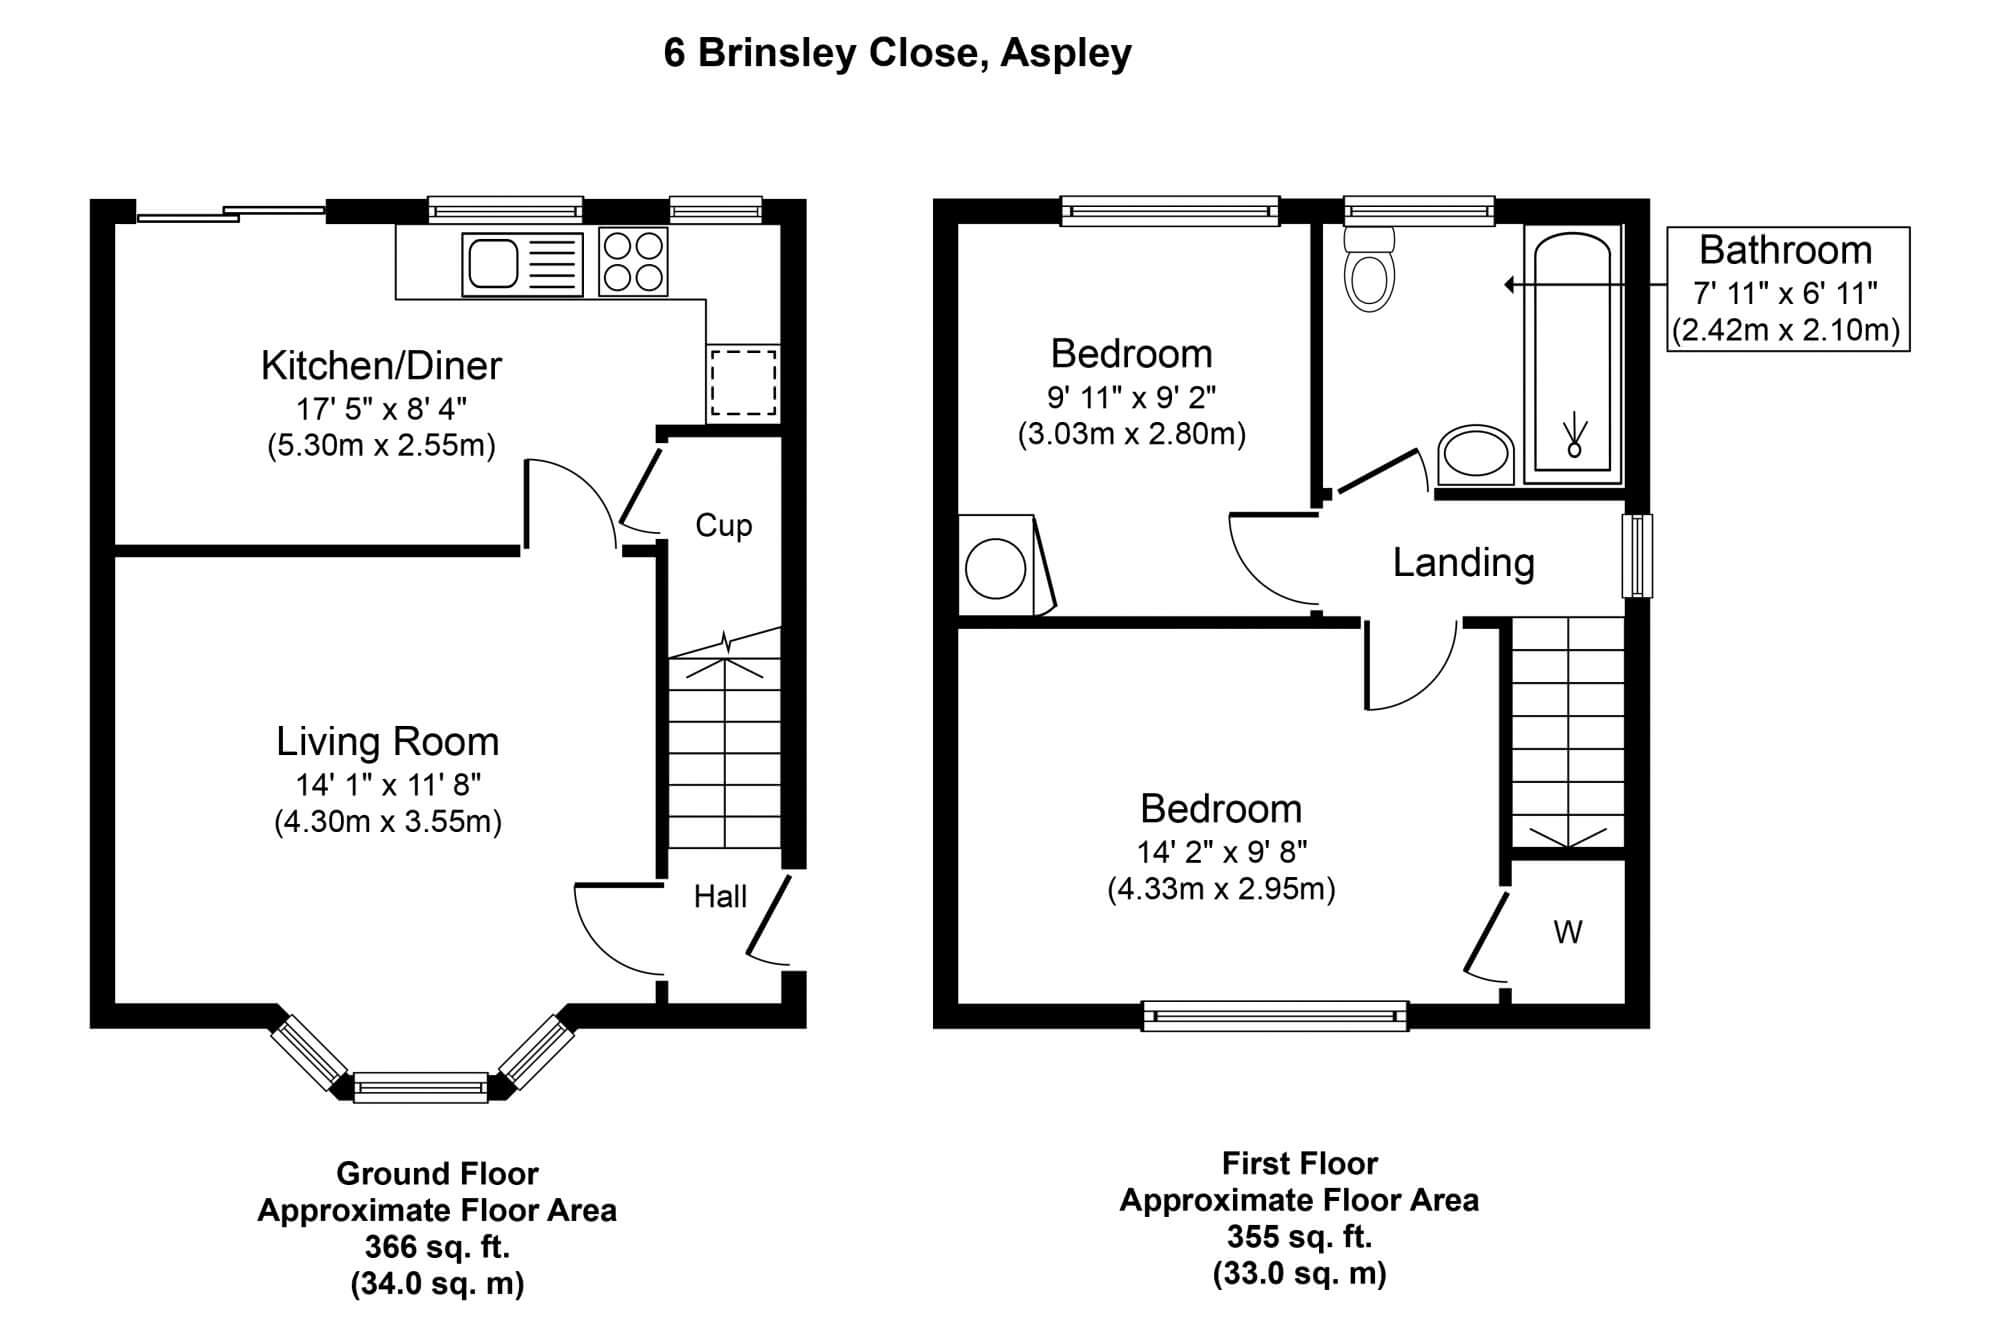 6 Brinsley Close, Aspley
Kitchen/Diner
17' 5" x 8' 4"
(5.30m x 2.55m)
Cup
Living Room
14' 1" x 11' 8"
(4.30m x 3.55m)
Hall
Ground Floor
Approximate Floor Area
366 sq. ft.
(34.0 sq. m)
Bathroom
7' 11" x 6' 11"
(2.42m x 2.10m)
Bedroom
9' 11" x 9' 2"
(3.03m x 2.80m)
Landing
Bedroom
14' 2" x 9' 8"
(4.33m x 2.95m)
W
First Floor
Approximate Floor Area
355 sq. ft.
(33.0 sq. m)